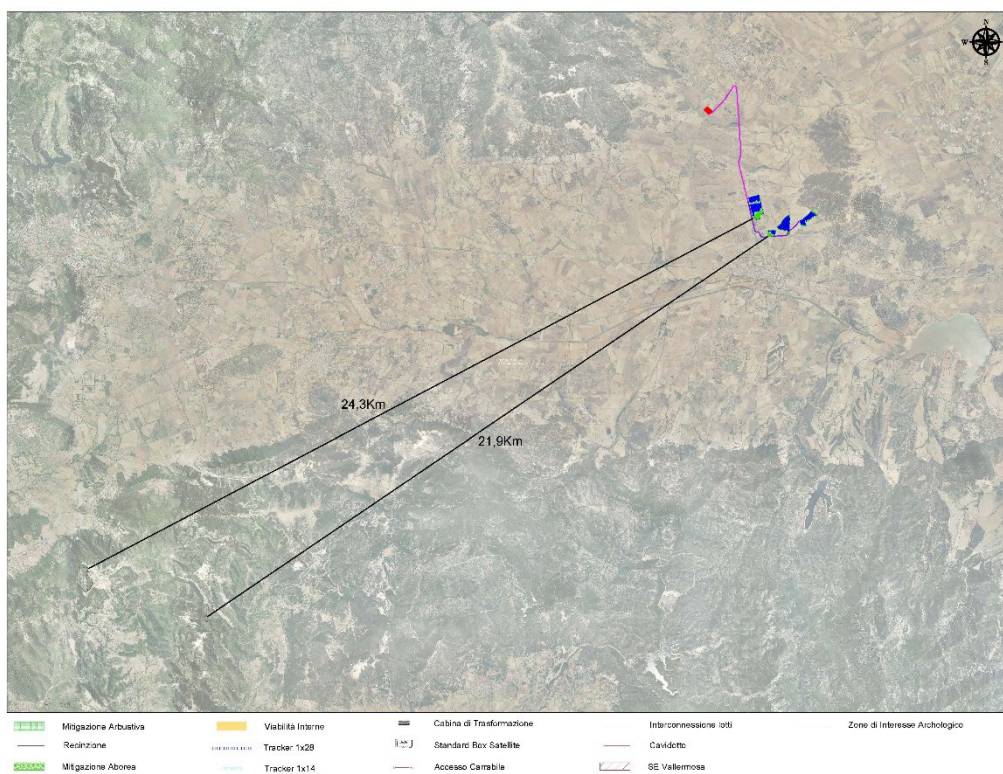 N
W
S
24,3Km
21,9Km
Mitigazione Arbustiva
Viabilità Interne
Cabina di Trasformazione
Interconnessione lotti
Zone di Interesse Archologico
Recinzione
Tracker 1x28
Standard Box Satellite
Cavidotto
Mitigazione Aborea
Tracker 1x14
Accesso Carrabile
SE Vallermosa